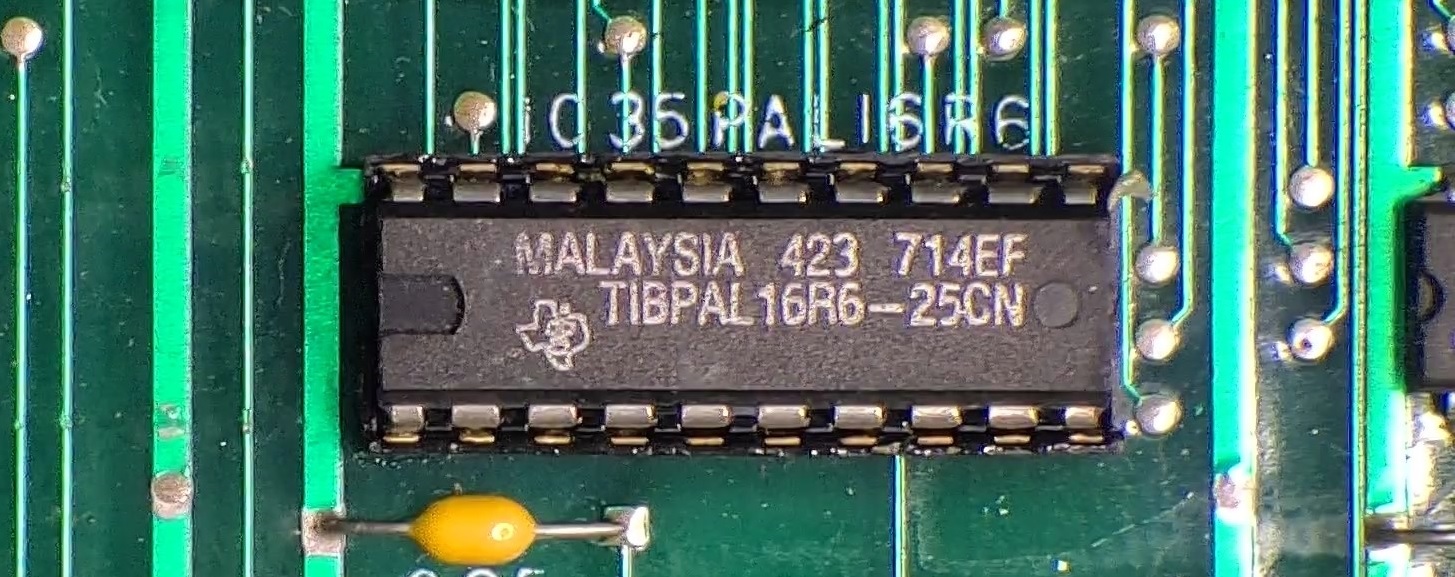 iC35 PAL16R6
MALAYSIA 423 714EF
TIBPAL16R6-25CN